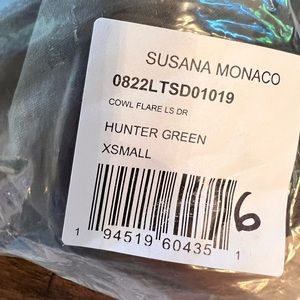 SUSANA MONACO
0822LTSD01019
COWL FLARE LS DR
HUNTER GREEN
XSMALL
6
1 94519 60435 1